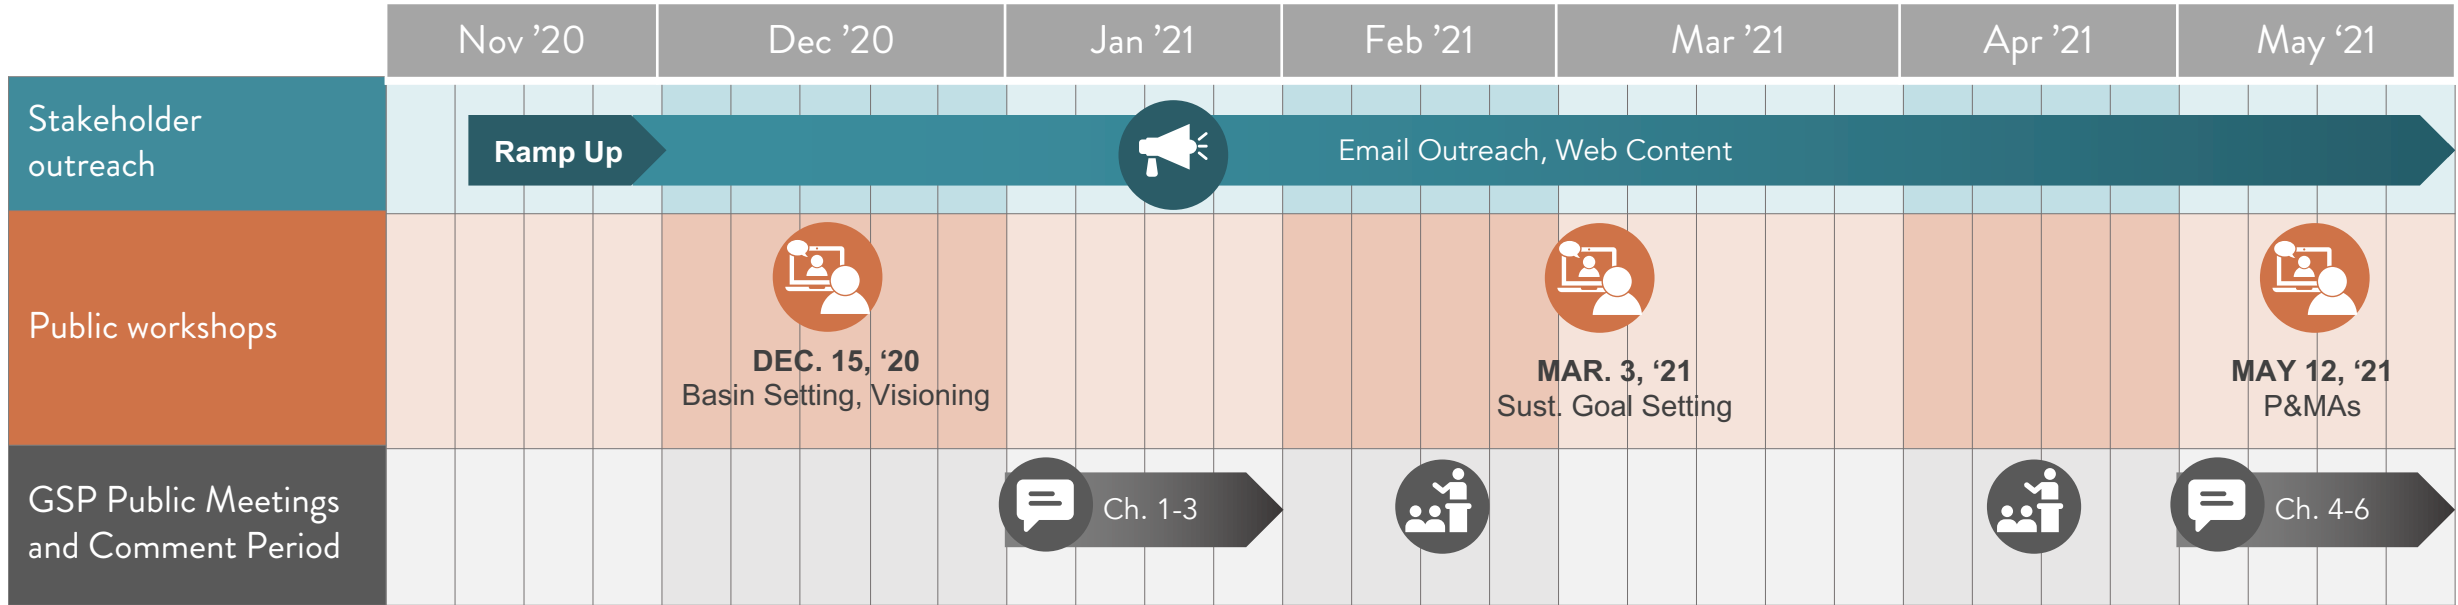 Nov ’20
Dec ’20
Jan ’21
Feb ’21
Mar ’21
Apr ’21
May ‘21
Stakeholder
outreach
Ramp Up
Email Outreach, Web Content
Public workshops
DEC. 15, ‘20
Basin Setting, Visioning
MAR. 3, ‘21
Sust. Goal Setting
MAY 12, ‘21
P&MAs
GSP Public Meetings
and Comment Period
Ch. 1-3
Ch. 4-6